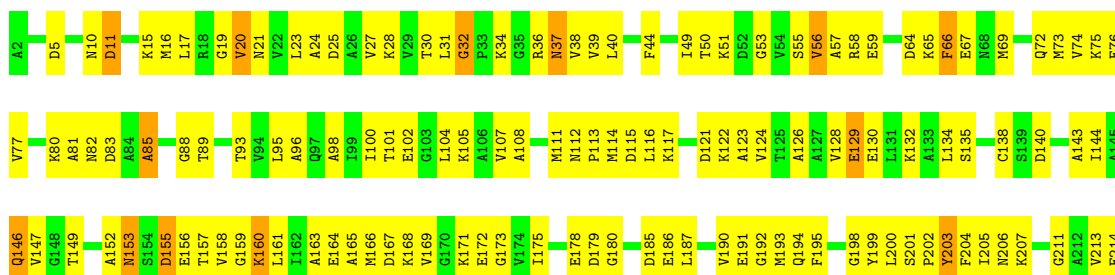 A2 D5 N10 D11 K15 M16 L17 R18 G19 V20 N21 V22 L23 A24 D25 A26 V27 K28 V29 T30 L31 G32 P33 K34 G35 R36 N37 V38 V39 L40 F44 I49 T50 K51 D52 G53 V54 S55 V56 A57 R58 E59 D64 K65 F66 E67 N68 M69 Q72 M73 V74 K75 E76
V77 K80 A81 N82 D83 A84 A85 G88 T89 T93 V94 L95 A96 Q97 A98 I99 I100 T101 E102 G103 L104 K105 A106 V107 A108 M111 N112 P113 M114 D115 L116 K117 D121 K122 A123 V124 T125 A126 A127 V128 E129 E130 L131 K132 A133 L134 S135 C138 S139 D140 A143 I144 A145
Q146 V147 G148 T149 A152 N153 S154 D155 E156 T157 V158 G159 K160 L161 I162 A163 E164 A165 M166 D167 K168 V169 G170 K171 E172 G173 V174 I175 E178 D179 G180 D185 E186 L187 V190 E191 G192 M193 Q194 F195 G198 Y199 L200 S201 P202 Y203 F204 I205 N206 K207 G211 A212 V213